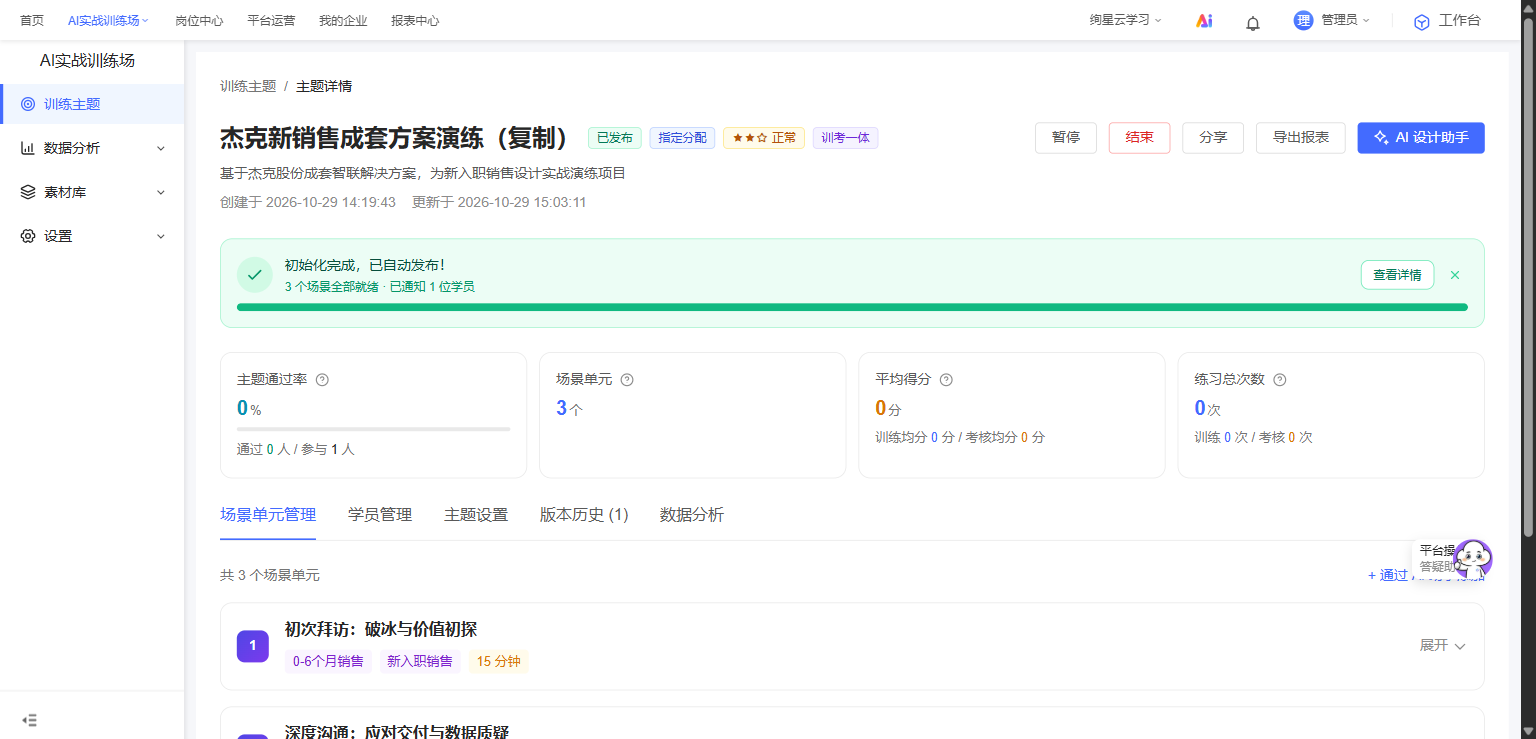 首页 AI实战训练场 岗位中心 平台运营 我的企业 报表中心 绚星云学习 Ai 理 管理员 工作台
AI实战训练场
训练主题
数据分析
素材库
设置
训练主题 / 主题详情
杰克新销售成套方案演练（复制） 已发布 指定分配 ★★☆ 正常 训考一体 暂停 结束 分享 导出报表 AI 设计助手
基于杰克股份成套智联解决方案，为新入职销售设计实战演练项目
创建于 2026-10-29 14:19:43 更新于 2026-10-29 15:03:11
初始化完成，已自动发布！
3 个场景全部就绪 · 已通知 1 位学员
查看详情
主题通过率
0 %
通过 0 人 / 参与 1 人
场景单元
3 个
平均得分
0 分
训练均分 0 分 / 考核均分 0 分
练习总次数
0 次
训练 0 次 / 考核 0 次
场景单元管理 学员管理 主题设置 版本历史 (1) 数据分析
共 3 个场景单元
+ 通过
平台操
答疑助
1
初次拜访：破冰与价值初探
0-6个月销售 新入职销售 15 分钟
展开
深度沟通：应对交付与数据质疑